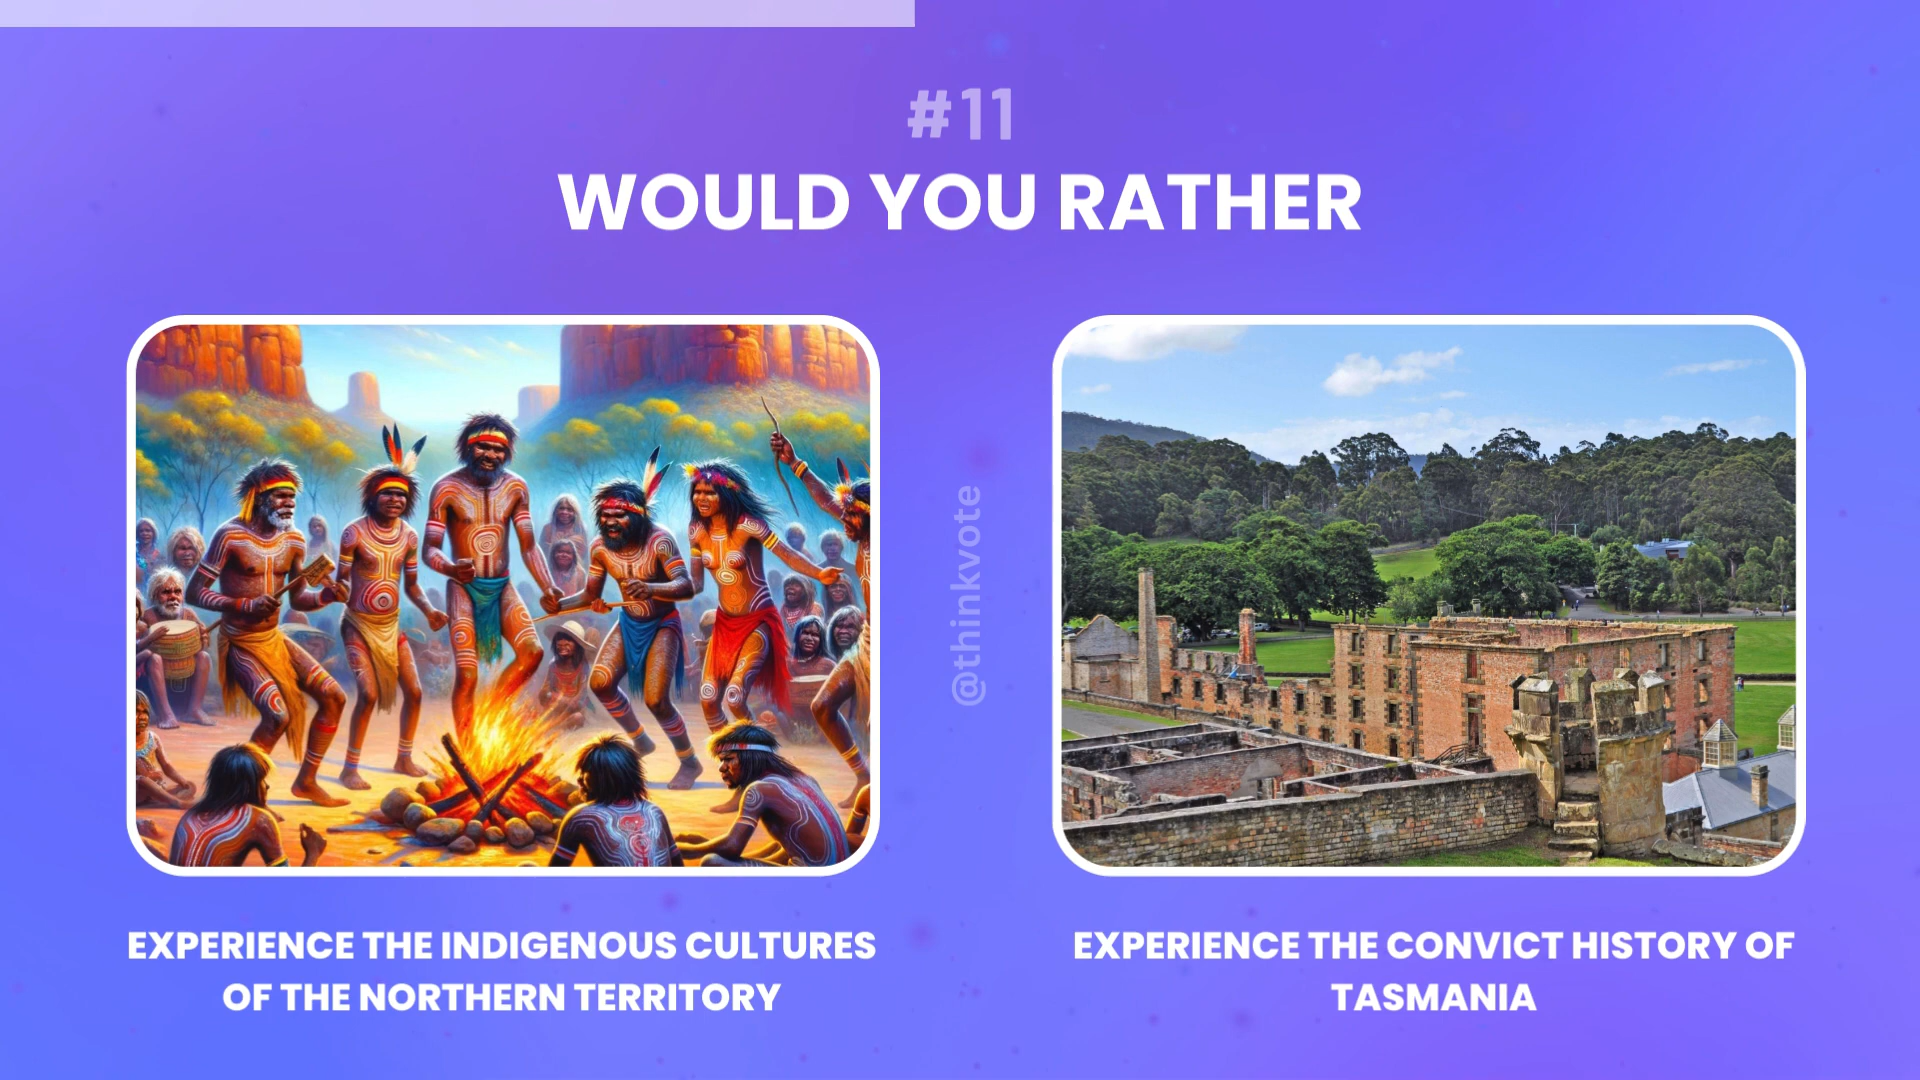 #11
WOULD YOU RATHER
@thinkvote
EXPERIENCE THE INDIGENOUS CULTURES
OF THE NORTHERN TERRITORY
EXPERIENCE THE CONVICT HISTORY OF
TASMANIA